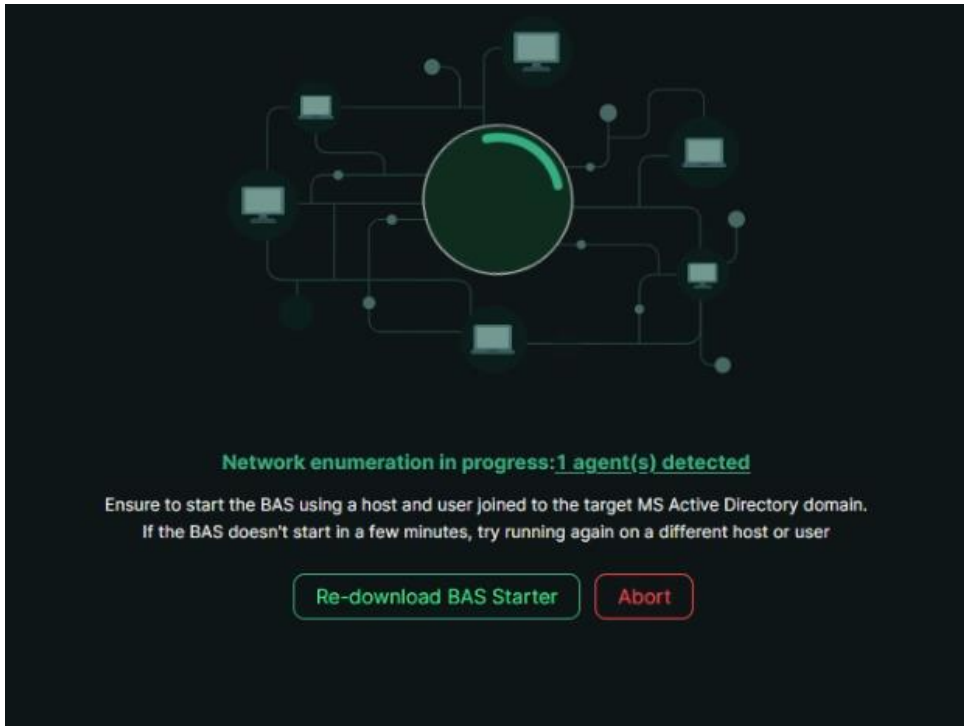 Network enumeration in progress:1 agent(s) detected
Ensure to start the BAS using a host and user joined to the target MS Active Directory domain.
If the BAS doesn't start in a few minutes, try running again on a different host or user
Re-download BAS Starter
Abort